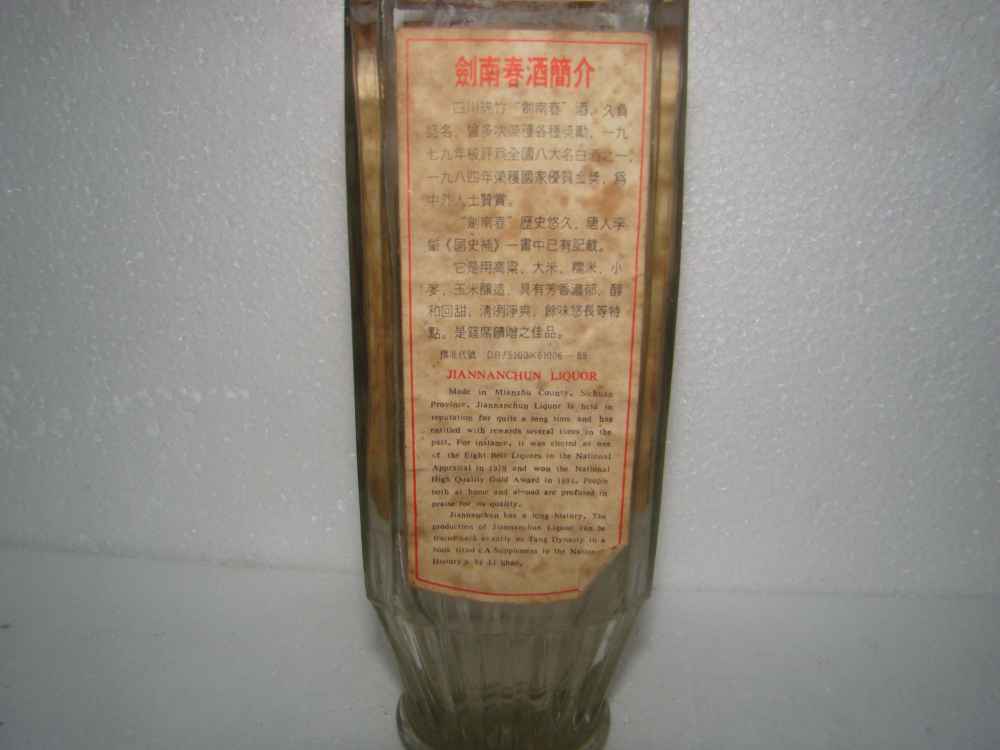 劍南春酒簡介
四川綿竹“劍南春”酒，久負
盛名，曾多次榮獲各種獎勵，一九
七九年被評爲全國八大名白酒之一，
一九八四年榮獲國家優質金獎，爲
中外人士贊賞。
“劍南春”歷史悠久，唐人李
肇《國史補》一書中已有記載。
它是用高粱、大米、糯米、小
麥、玉米釀造，具有芳香濃郁、醇
和回甜、清洌淨爽、餘味悠長等特
點。是筵席饋贈之佳品。
標准代號
JIANNANCHUN LIQUOR
Made in Mianzhu County, Sichuan
Province, Jiannanchun Liquor is held in
reputation for quite a long time and has
entitled with rewards several times in the
past. For instance, it was elected as one
of the Eight Best Liquors in the National
Appraisal in 1979 and won the National
High Quality Gold Award in 1984. People
both at home and abroad are profused in
praise for its quality.
Jiannanchun has a long history. The
production of Jiannanchun Liquor can be
traced back as early as Tang Dynasty in a
book titled «A Supplement to the National
History» by Li Zhao.